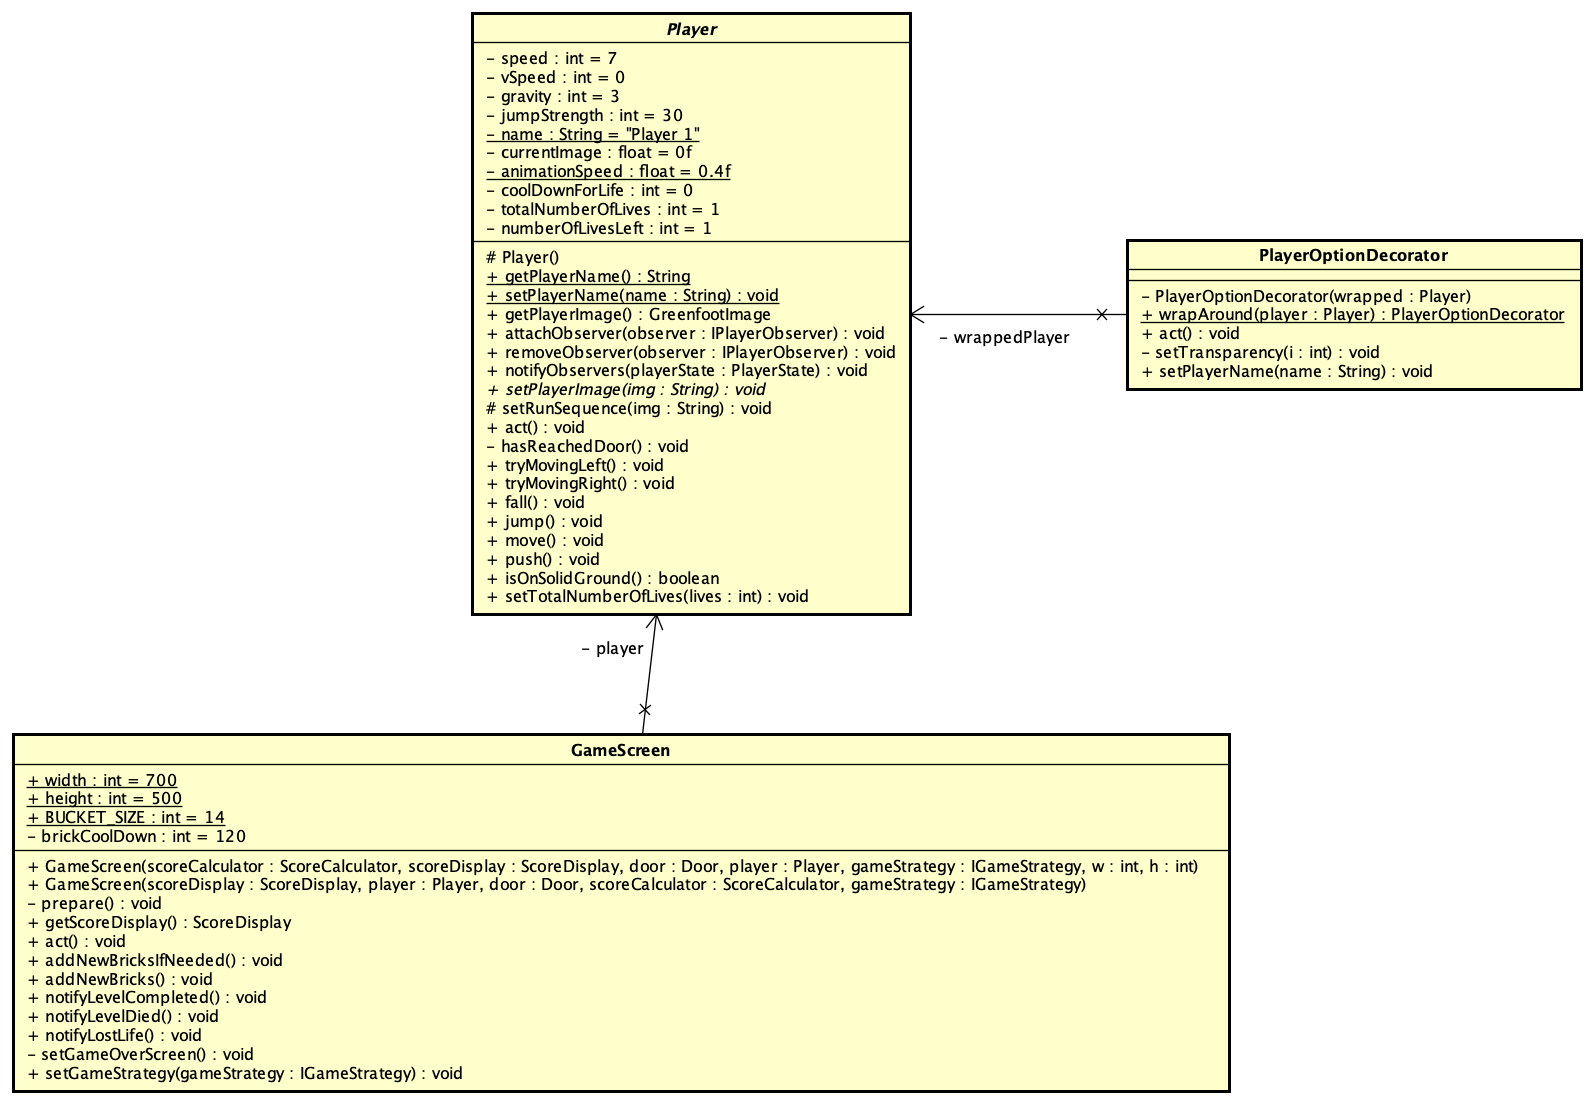 Player
- speed : int = 7
- vSpeed : int = 0
- gravity : int = 3
- jumpStrength : int = 30
- name : String = "Player 1"
- currentImage : float = 0f
- animationSpeed : float = 0.4f
- coolDownForLife : int = 0
- totalNumberOfLives : int = 1
- numberOfLivesLeft : int = 1
# Player()
+ getPlayerName() : String
+ setPlayerName(name : String) : void
+ getPlayerImage() : GreenfootImage
+ attachObserver(observer : IPlayerObserver) : void
+ removeObserver(observer : IPlayerObserver) : void
+ notifyObservers(playerState : PlayerState) : void
+ setPlayerImage(img : String) : void
# setRunSequence(img : String) : void
+ act() : void
- hasReachedDoor() : void
+ tryMovingLeft() : void
+ tryMovingRight() : void
+ fall() : void
+ jump() : void
+ move() : void
+ push() : void
+ isOnSolidGround() : boolean
+ setTotalNumberOfLives(lives : int) : void
PlayerOptionDecorator
- PlayerOptionDecorator(wrapped : Player)
+ wrapAround(player : Player) : PlayerOptionDecorator
+ act() : void
- setTransparency(i : int) : void
+ setPlayerName(name : String) : void
- wrappedPlayer
- player
GameScreen
+ width : int = 700
+ height : int = 500
+ BUCKET_SIZE : int = 14
- brickCoolDown : int = 120
+ GameScreen(scoreCalculator : ScoreCalculator, scoreDisplay : ScoreDisplay, door : Door, player : Player, gameStrategy : IGameStrategy, w : int, h : int)
+ GameScreen(scoreDisplay : ScoreDisplay, player : Player, door : Door, scoreCalculator : ScoreCalculator, gameStrategy : IGameStrategy)
- prepare() : void
+ getScoreDisplay() : ScoreDisplay
+ act() : void
+ addNewBricksIfNeeded() : void
+ addNewBricks() : void
+ notifyLevelCompleted() : void
+ notifyLevelDied() : void
+ notifyLostLife() : void
- setGameOverScreen() : void
+ setGameStrategy(gameStrategy : IGameStrategy) : void